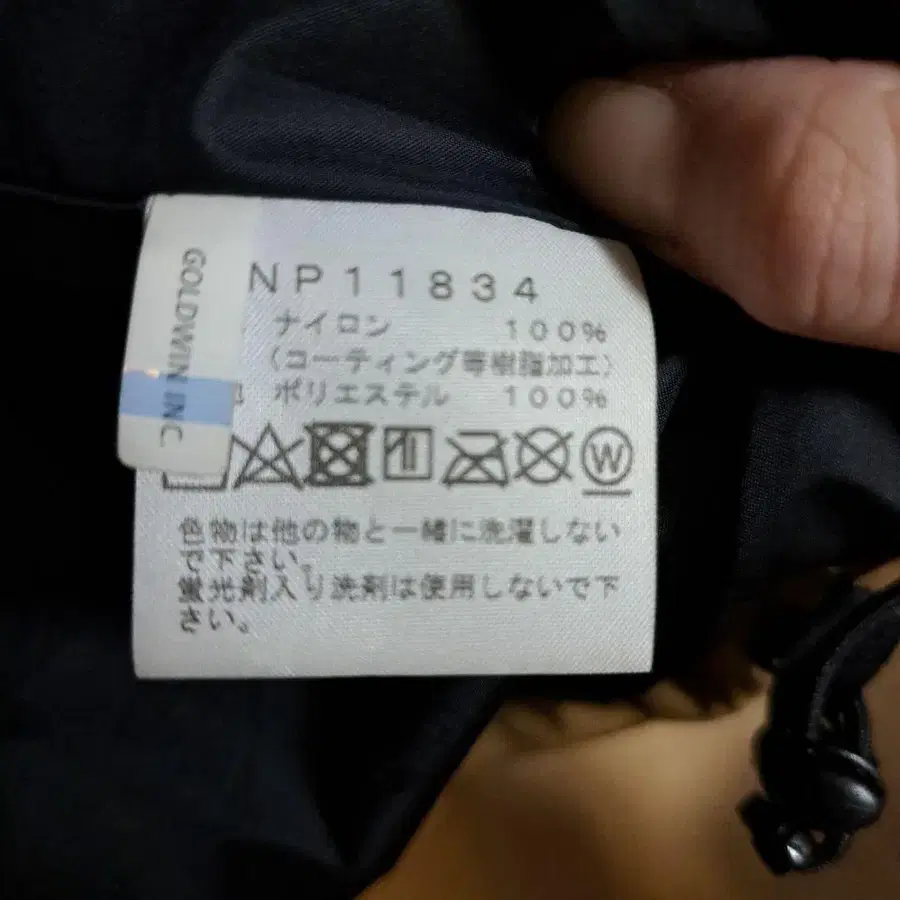 GOLDWIN INC.
NP11834
ナイロン 100%
(コーティング等樹脂加工)
ポリエステル 100%
W
色物は他の物と一緒に洗濯しない
で下さい。
蛍光剤入り洗剤は使用しないで下
さい。